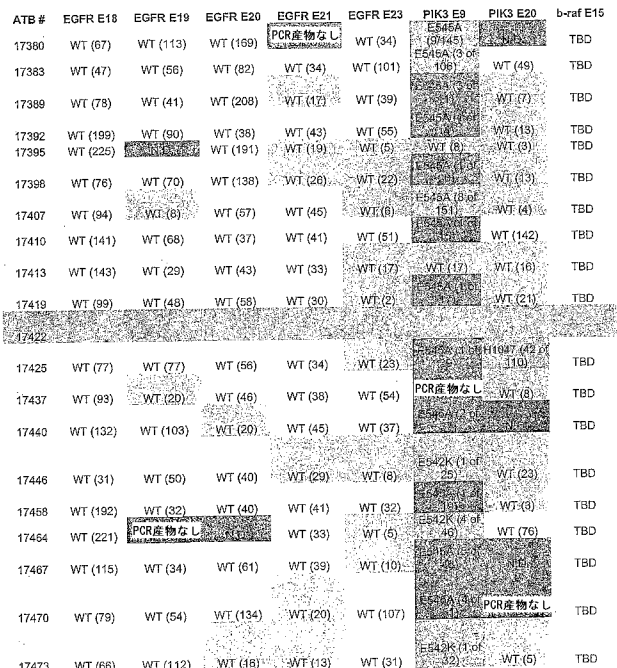 ATB # EGFR E18 EGFR E19 EGFR E20 EGFR E21 EGFR E23 PIK3 E9 PIK3 E20 b-raf E15
17380 WT (67) WT (113) WT (169) PCR産物なし WT (34) E545A (9/145) TBD
17383 WT (47) WT (56) WT (82) WT (34) WT (101) E545A (3 of 106) WT (49) TBD
17389 WT (78) WT (41) WT (208) WT (17) WT (39) WT (7) TBD
17392 WT (199) WT (90) WT (38) WT (43) WT (55) WT (13) TBD
17395 WT (225) WT (191) WT (19) WT (5) WT (8) WT (3) TBD
17398 WT (76) WT (70) WT (138) WT (26) WT (22) WT (13) TBD
17407 WT (94) WT (6) WT (57) WT (45) WT (6) E545A (8 of 151) WT (4) TBD
17410 WT (141) WT (68) WT (37) WT (41) WT (51) WT (142) TBD
17413 WT (143) WT (29) WT (43) WT (33) WT (17) WT (17) WT (16) TBD
17419 WT (99) WT (48) WT (58) WT (30) WT (2) WT (21) TBD
17422
17425 WT (77) WT (77) WT (56) WT (34) WT (23) H1047 (42 of 110) TBD
17437 WT (93) WT (20) WT (46) WT (38) WT (54) PCR産物なし WT (8) TBD
17440 WT (132) WT (103) WT (20) WT (45) WT (37) TBD
17446 WT (31) WT (50) WT (40) WT (29) WT (8) E542K (1 of 25) WT (23) TBD
17458 WT (192) WT (32) WT (40) WT (41) WT (32) WT (3) TBD
17464 WT (221) PCR産物なし WT (33) WT (5) E542K (4 of 46) WT (76) TBD
17467 WT (115) WT (34) WT (61) WT (39) WT (10) TBD
17470 WT (79) WT (54) WT (134) WT (20) WT (107) PCR産物なし TBD
17473 WT (66) WT (112) WT (16) WT (13) WT (31) E542K (1 of 32) WT (5) TBD